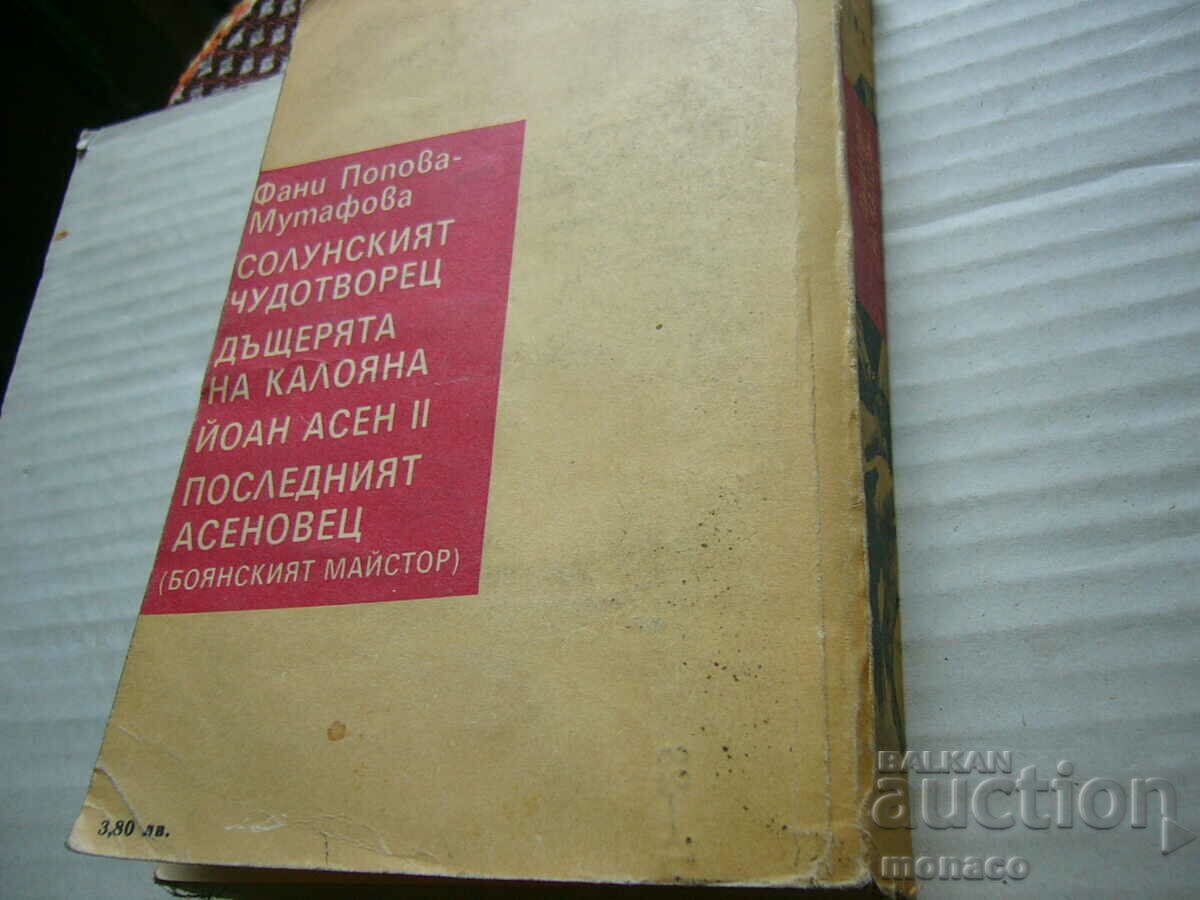 Фани Попова-
Мутафова
СОЛУНСКИЯТ
ЧУДОТВОРЕЦ
ДЪЩЕРЯТА
НА КАЛОЯНА
ЙОАН АСЕН II
ПОСЛЕДНИЯТ
АСЕНОВЕЦ
(БОЯНСКИЯТ МАЙСТОР)
3,80 лв.
BALKAN
auction
monaco